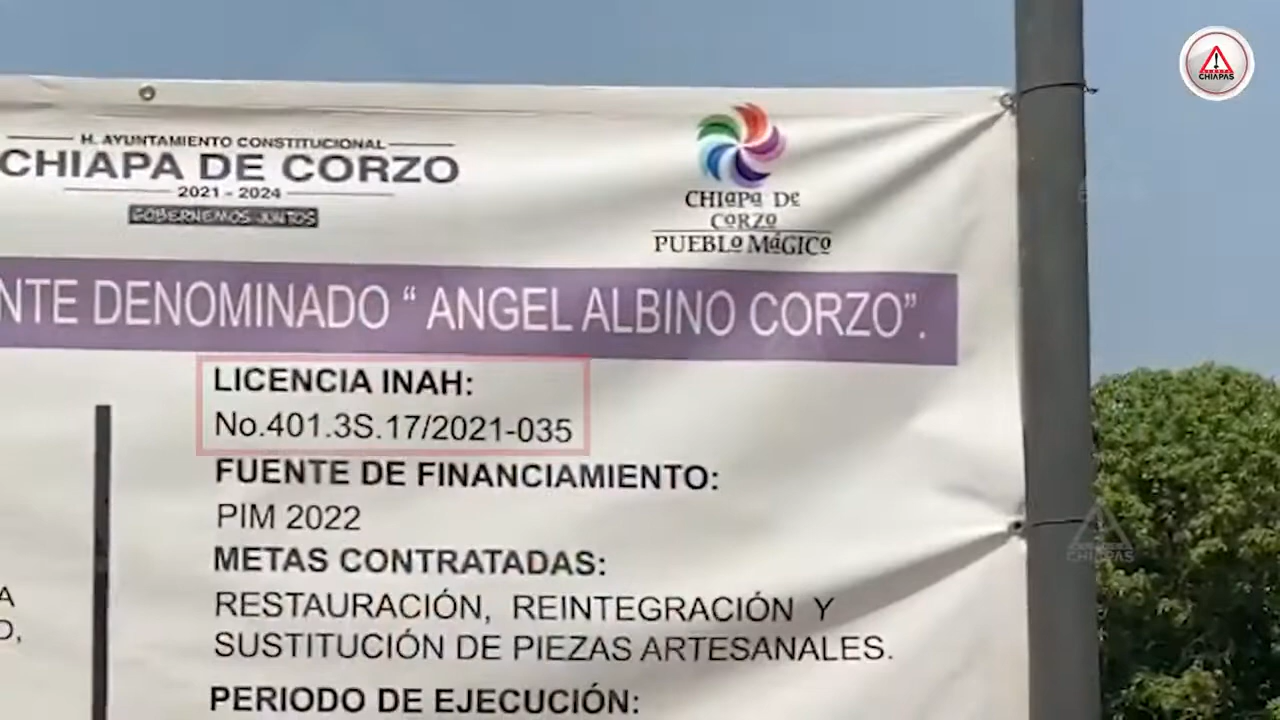 CHIAPAS
H. AYUNTAMIENTO CONSTITUCIONAL
CHIAPA DE CORZO
2021 - 2024
GOBERNEMOS JUNTOS
CHIAPA DE
CORZO
PUEBLO MÁGICO
NTE DENOMINADO “ ANGEL ALBINO CORZO”.
LICENCIA INAH:
No.401.3S.17/2021-035
FUENTE DE FINANCIAMIENTO:
PIM 2022
METAS CONTRATADAS:
RESTAURACIÓN, REINTEGRACIÓN Y
SUSTITUCIÓN DE PIEZAS ARTESANALES.
PERIODO DE EJECUCIÓN:
A
O,
CHIAPAS